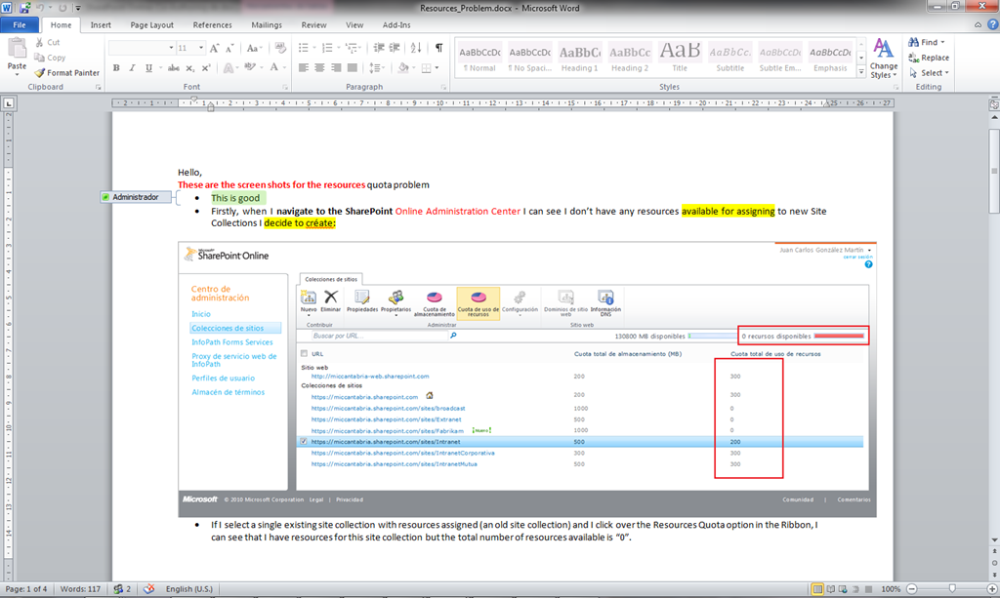 Resources_Problem.docx - Microsoft Word
File Home Insert Page Layout References Mailings Review View Add-Ins
Paste
Cut
Copy
Format Painter
Clipboard
11
Font
Paragraph
AaBbCcDc AaBbCcDc AaBbCc AaBbCc AaB AaBbCc. AaBbCcDc AaBbCcDc
¶ Normal ¶ No Spaci... Heading 1 Heading 2 Title Subtitle Subtle Em... Emphasis
Change Styles
Styles
Find
Replace
Select
Editing
Hello,
These are the screen shots for the resources quota problem
Administrador
• This is good
• Firstly, when I navigate to the SharePoint Online Administration Center I can see I don't have any resources available for assigning to new Site
Collections I decide to créate:
Microsoft
SharePoint Online
Juan Carlos González Martín
cerrar sesión
Centro de
administración
Inicio
Colecciones de sitios
InfoPath Forms Services
Proxy de servicio web de
InfoPath
Perfiles de usuario
Almacén de términos
Colecciones de sitios
Nuevo Eliminar Propiedades Propietarios Cuota de almacenamiento Cuota de uso de recursos Configuración Dominios de sitio web Información DNS
Contribuir Administrar Sitio web
Buscar por URL... 130800 MB disponibles 0 recursos disponibles
URL Cuota total de almacenamiento (MB) Cuota total de uso de recursos
Sitio web
http://miccantabria-web.sharepoint.com 200 300
Colecciones de sitios
https://miccantabria.sharepoint.com 200 300
https://miccantabria.sharepoint.com/sites/broadcast 1000 0
https://miccantabria.sharepoint.com/sites/Extranet 500 0
https://miccantabria.sharepoint.com/sites/Fabrikam 1000 0
https://miccantabria.sharepoint.com/sites/Intranet 500 200
https://miccantabria.sharepoint.com/sites/IntranetCorporativa 300 300
https://miccantabria.sharepoint.com/sites/IntranetMutua 500 300
Microsoft © 2010 Microsoft Corporation Legal | Privacidad Comunidad | Comentarios
• If I select a single existing site collection with resources assigned (an old site collection) and I click over the Resources Quota option in the Ribbon, I
can see that I have resources for this site collection but the total number of resources available is "0".
Page: 1 of 4 Words: 117 2 English (U.S.) 100%